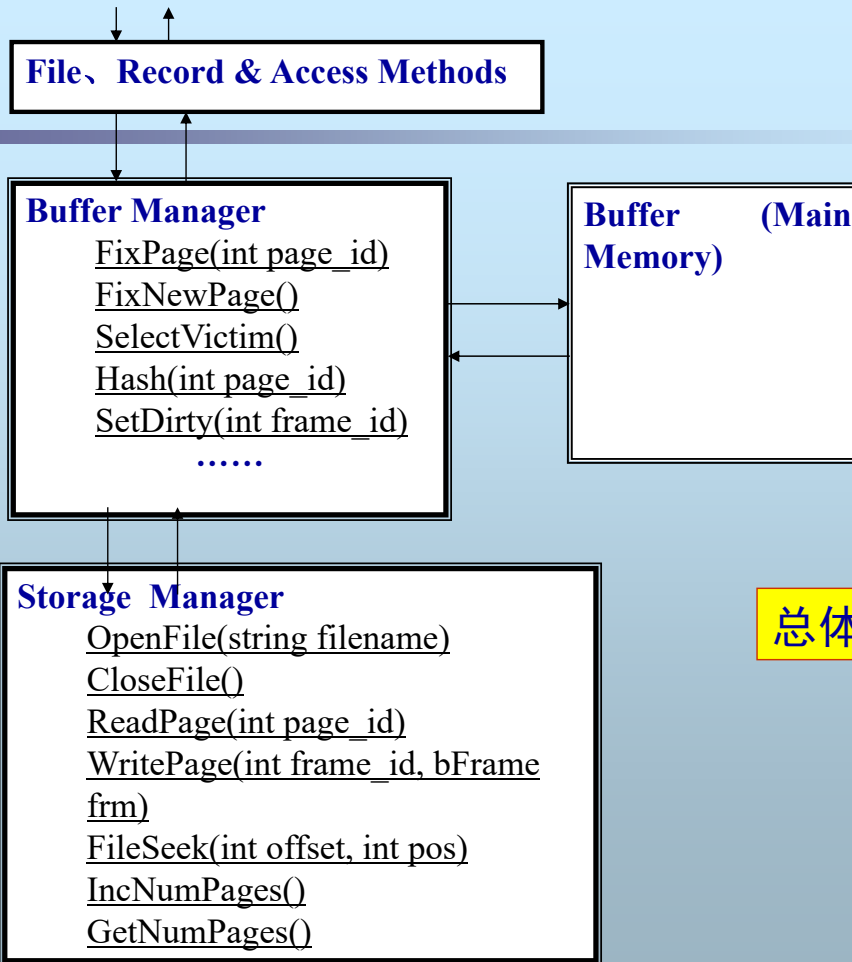 File、Record & Access Methods
Buffer Manager
FixPage(int page_id)
FixNewPage()
SelectVictim()
Hash(int page_id)
SetDirty(int frame_id)
……
Buffer (Main
Memory)
Storage Manager
OpenFile(string filename)
CloseFile()
ReadPage(int page_id)
WritePage(int frame_id, bFrame
frm)
FileSeek(int offset, int pos)
IncNumPages()
GetNumPages()
总体